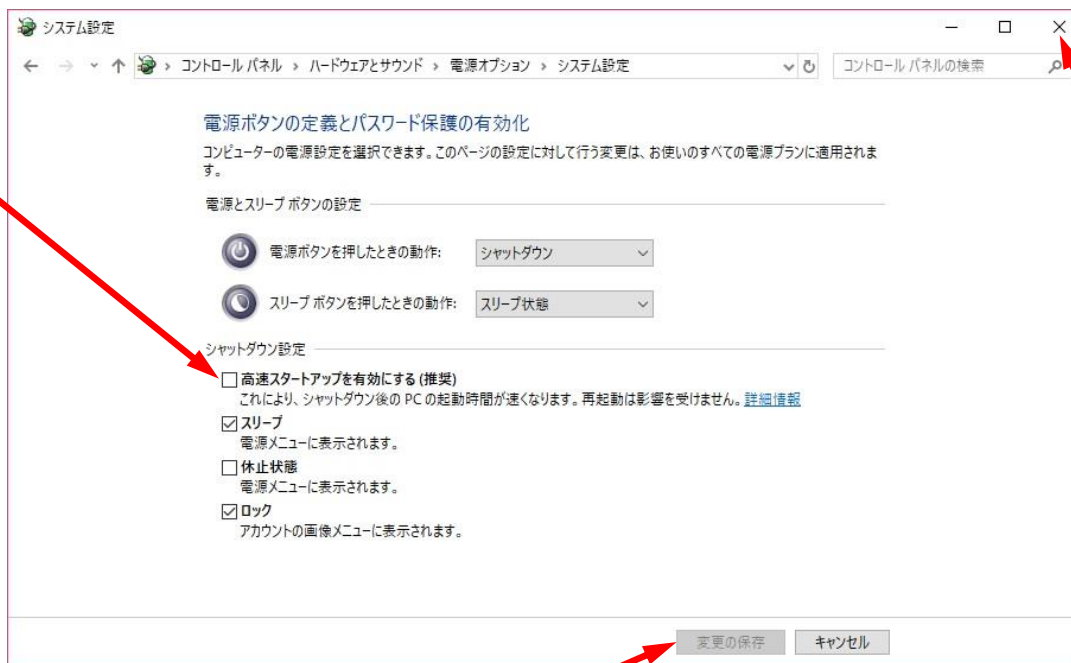 システム設定
コントロール パネル › ハードウェアとサウンド › 電源オプション › システム設定
コントロール パネルの検索
電源ボタンの定義とパスワード保護の有効化
コンピューターの電源設定を選択できます。このページの設定に対して行う変更は、お使いのすべての電源プランに適用されま
す。
電源とスリープ ボタンの設定
電源ボタンを押したときの動作: シャットダウン
スリープ ボタンを押したときの動作: スリープ状態
シャットダウン設定
高速スタートアップを有効にする (推奨)
これにより、シャットダウン後の PC の起動時間が速くなります。再起動は影響を受けません。詳細情報
スリープ
電源メニューに表示されます。
休止状態
電源メニューに表示されます。
ロック
アカウントの画像メニューに表示されます。
変更の保存 キャンセル